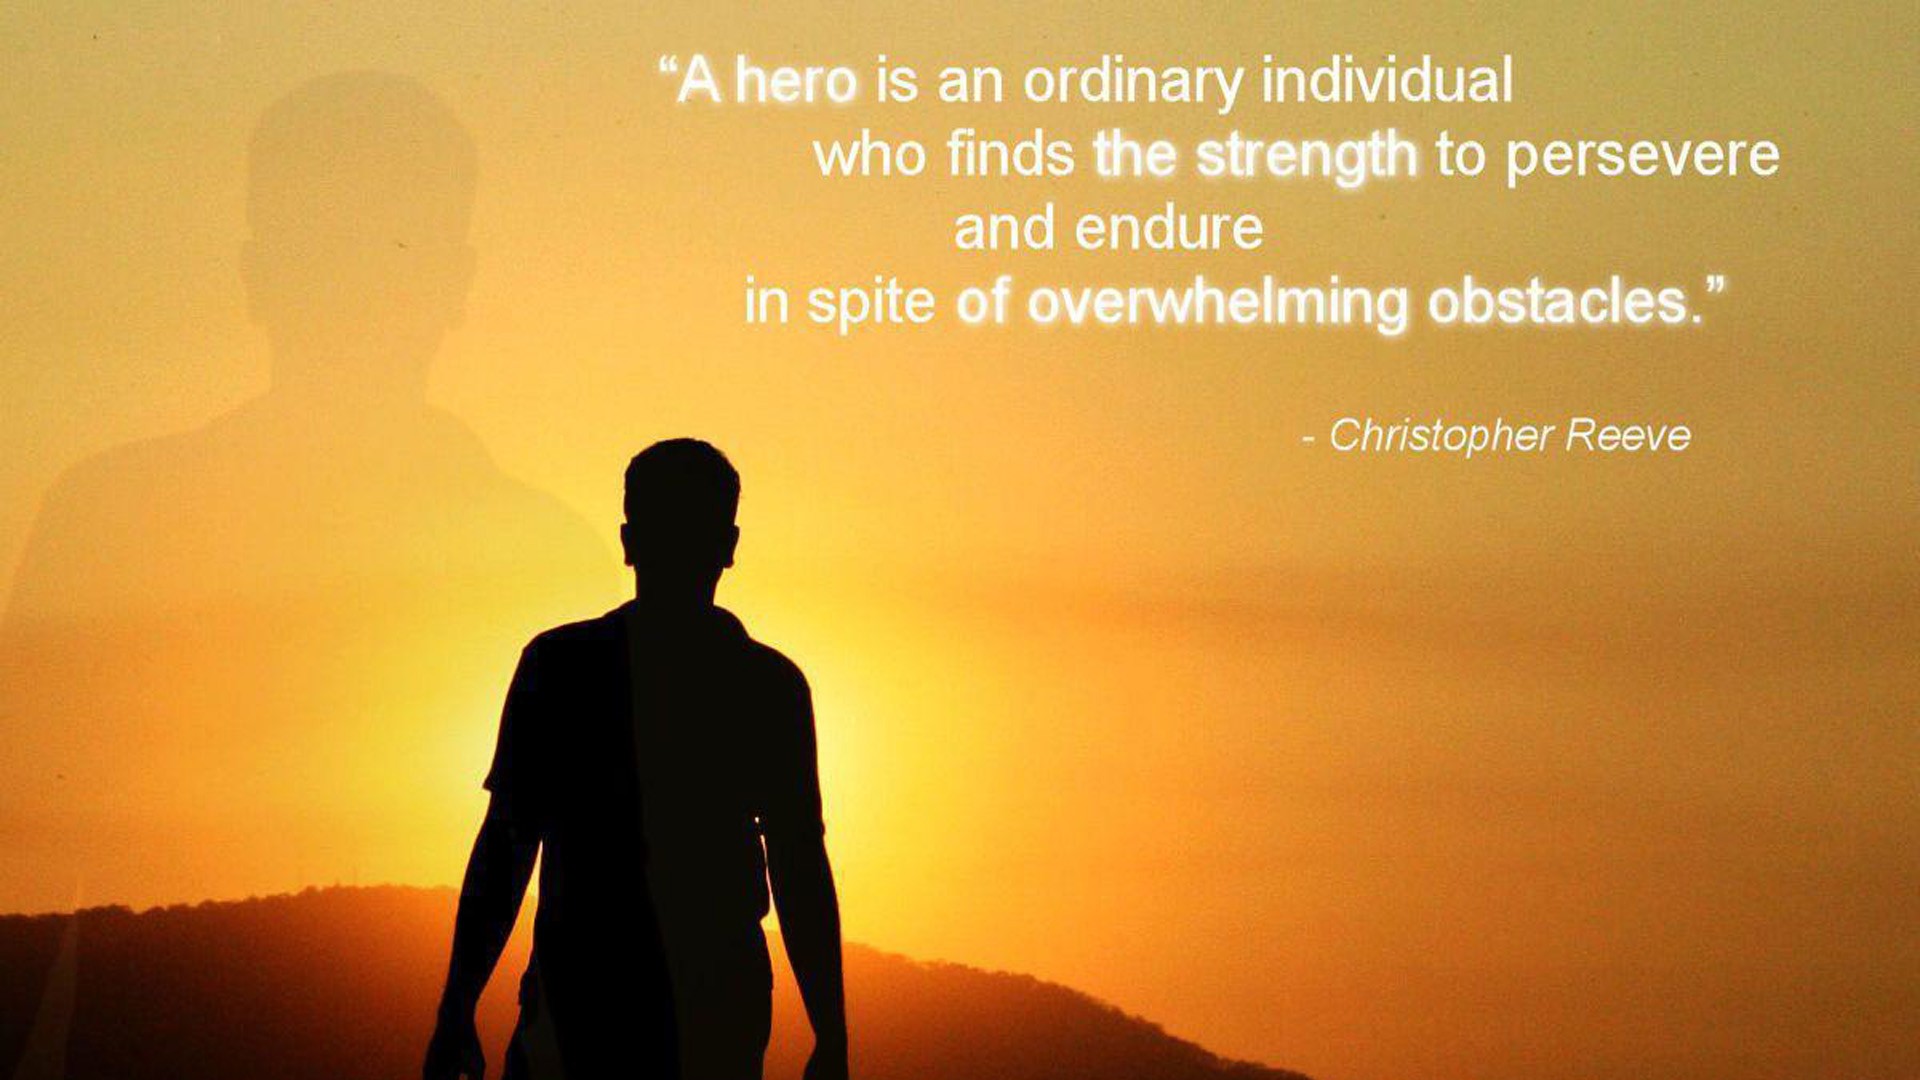 “A hero is an ordinary individual
who finds the strength to persevere
and endure
in spite of overwhelming obstacles.”
- Christopher Reeve